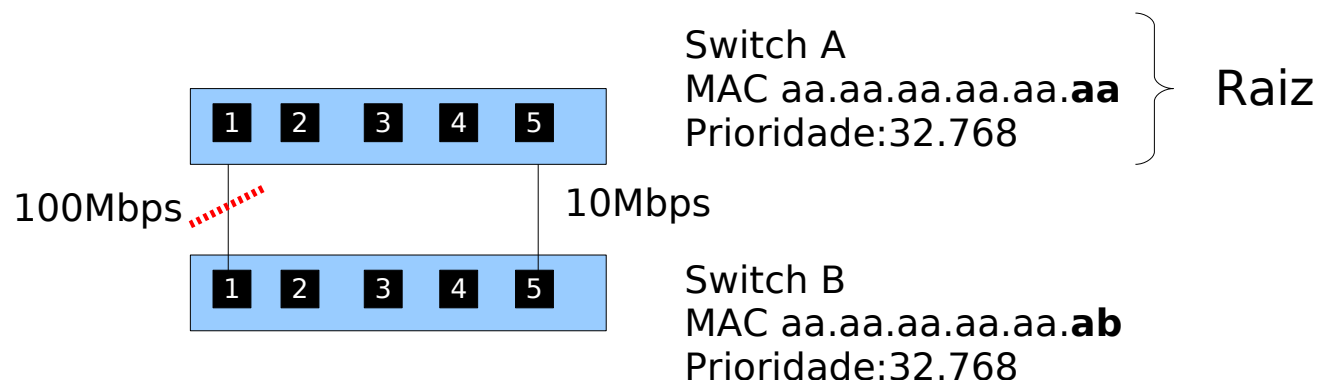 Switch A
MAC aa.aa.aa.aa.aa.aa
Prioridade:32.768
Raiz
1 2 3 4 5
100Mbps
10Mbps
1 2 3 4 5
Switch B
MAC aa.aa.aa.aa.aa.ab
Prioridade:32.768